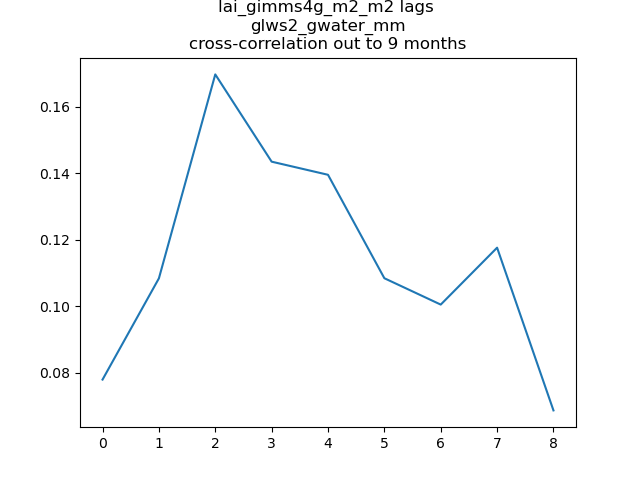 lai_gimms4g_m2_m2 lags
glws2_gwater_mm
cross-correlation out to 9 months
0.16
0.14
0.12
0.10
0.08
0 1 2 3 4 5 6 7 8